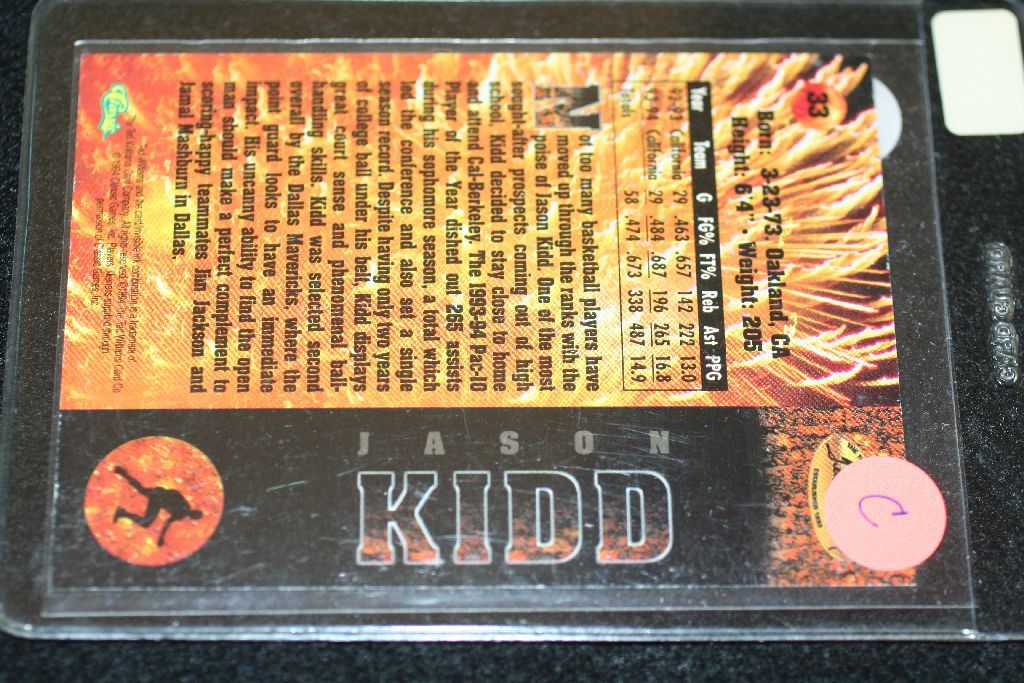 33
Born: 3-23-73, Oakland, CA
Height: 6'4" • Weight: 205
Year Team G FG% FT% Reb Ast PPG
92-93 California 29 .463 .657 142 222 13.0
93-94 California 29 .484 .687 196 265 16.8
Totals 58 .474 .673 338 487 14.9
Not too many basketball players have
moved up through the ranks with the
pause of Jason Kidd. One of the most
sought-after prospects coming out of high
school, Kidd decided to stay close to home
and attend Cal-Berkeley. The 1993-94 Pac-10
Player of the Year, dished out 265 assists
during his sophomore season, a total which
led the conference and also set a single
season record. Despite having only two years
of college ball under his belt, Kidd displays
great court sense and phenomenal ball-
handling skills. Kidd was selected second
overall by the Dallas Mavericks, where the
point guard looks to have an immediate
impact. His uncanny ability to find the open
man should make a perfect complement to
scoring-happy teammates Jim Jackson and
Jamal Mashburn in Dallas.
Classic
© 1994 Classic Games, Inc.
JASON
KIDD
ESTABLISHED
C
CARD GUARD